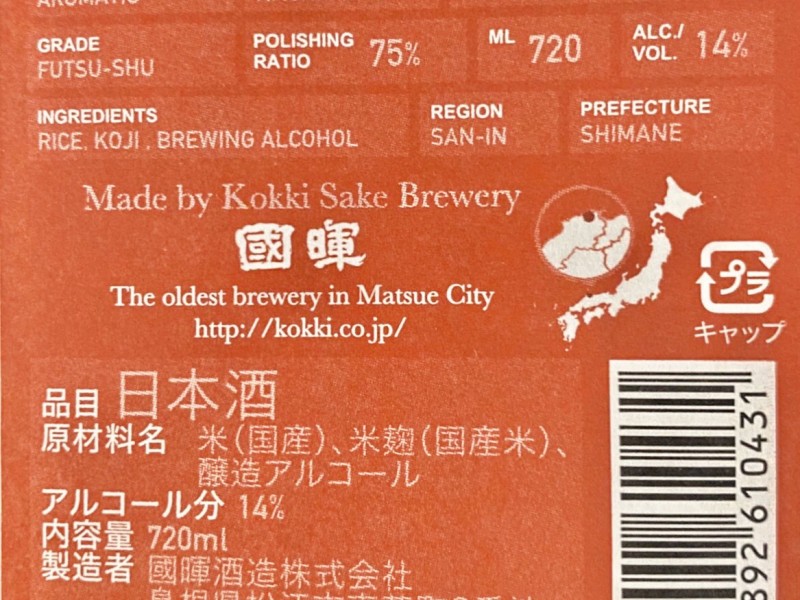 AROMATIC
GRADE
FUTSU-SHU
POLISHING
RATIO
75%
ML
720
ALC./
VOL.
14%
INGREDIENTS
RICE, KOJI , BREWING ALCOHOL
REGION
SAN-IN
PREFECTURE
SHIMANE
Made by Kokki Sake Brewery
國暉
The oldest brewery in Matsue City
http://kokki.co.jp/
プラ
キャップ
品目 日本酒
原材料名 米(国産)、米麹(国産米)、
醸造アルコール
アルコール分 14%
内容量 720ml
製造者 國暉酒造株式会社
892 610431